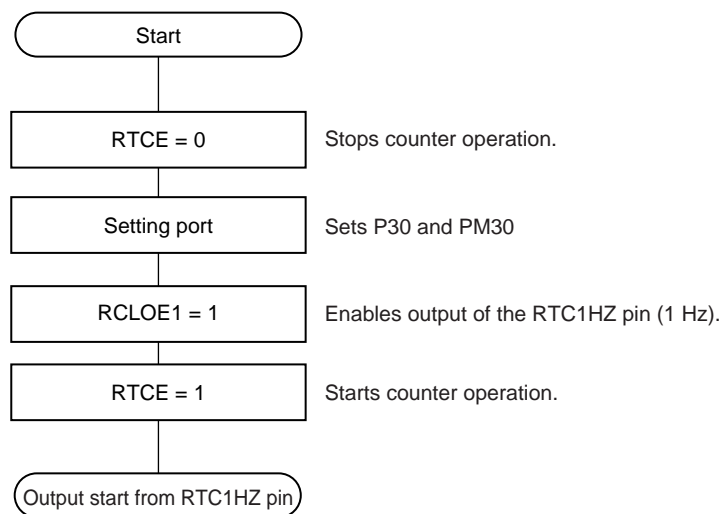 Start
RTCE = 0
Stops counter operation.
Setting port
Sets P30 and PM30
RCLOE1 = 1
Enables output of the RTC1HZ pin (1 Hz).
RTCE = 1
Starts counter operation.
Output start from RTC1HZ pin